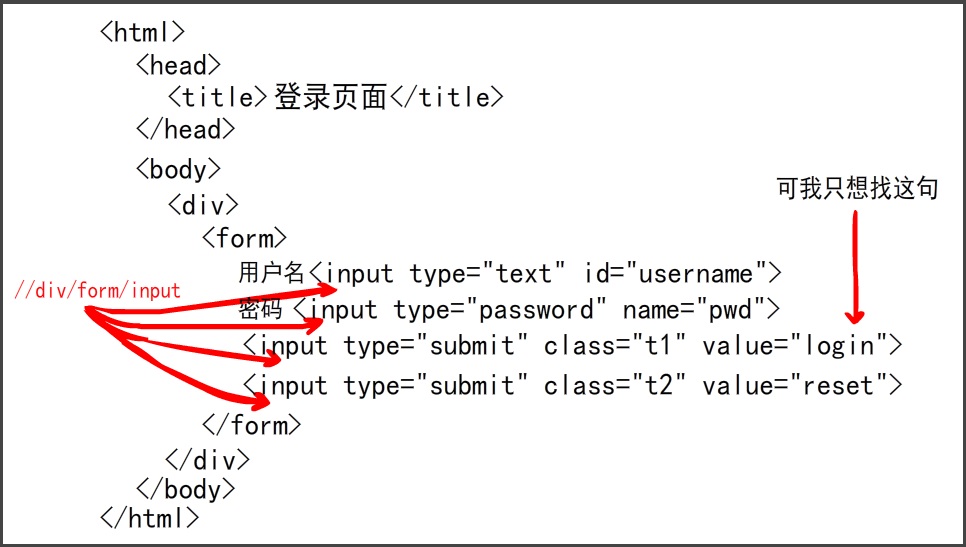 <html>
<head>
<title>登录页面</title>
</head>
<body>
可我只想找这句
<div>
<form>
用户名<input type="text" id="username">
//div/form/input
密码 <input type="password" name="pwd">
<input type="submit" class="t1" value="login">
<input type="submit" class="t2" value="reset">
</form>
</div>
</body>
</html>